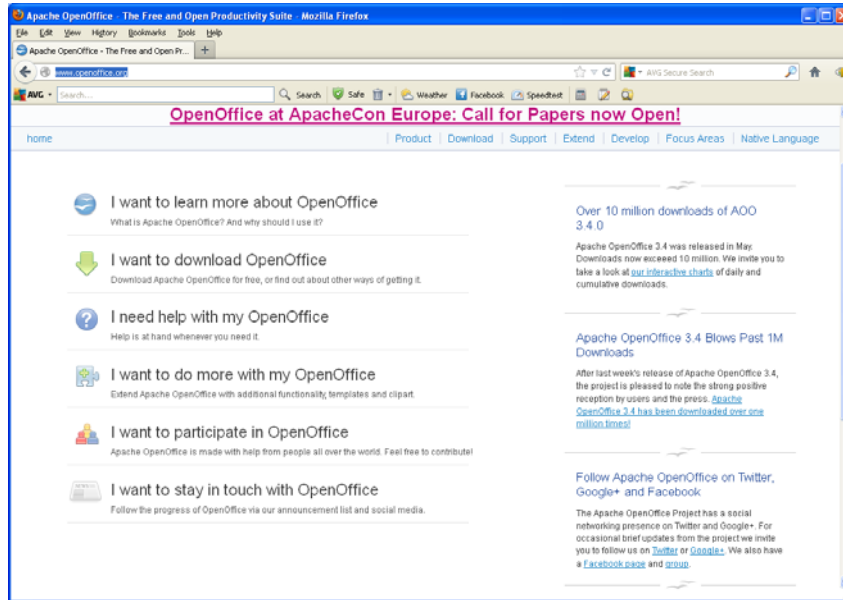 Apache OpenOffice - The Free and Open Productivity Suite - Mozilla Firefox
File Edit View History Bookmarks Tools Help
Apache OpenOffice - The Free and Open Pr...
www.openoffice.org
AVG Secure Search
AVG Search... Search Safe Weather Facebook Speedtest
OpenOffice at ApacheCon Europe: Call for Papers now Open!
home Product Download Support Extend Develop Focus Areas Native Language
I want to learn more about OpenOffice
What is Apache OpenOffice? And why should I use it?
I want to download OpenOffice
Download Apache OpenOffice for free, or find out about other ways of getting it.
I need help with my OpenOffice
Help is at hand whenever you need it.
I want to do more with my OpenOffice
Extend Apache OpenOffice with additional functionality, templates and clipart.
I want to participate in OpenOffice
Apache OpenOffice is made with help from people all over the world. Feel free to contribute!
I want to stay in touch with OpenOffice
Follow the progress of OpenOffice via our announcement list and social media.
Over 10 million downloads of AOO
3.4.0
Apache OpenOffice 3.4 was released in May.
Downloads now exceed 10 million. We invite you to
take a look at our interactive charts of daily and
cumulative downloads.
Apache OpenOffice 3.4 Blows Past 1M
Downloads
After last week's release of Apache OpenOffice 3.4,
the project is pleased to note the strong positive
reception by users and the press. Apache
OpenOffice 3.4 has been downloaded over one
million times!
Follow Apache OpenOffice on Twitter,
Google+ and Facebook
The Apache OpenOffice Project has a social
networking presence on Twitter and Google+. For
occasional brief updates from the project we invite
you to follow us on Twitter or Google+. We also have
a Facebook page and group.